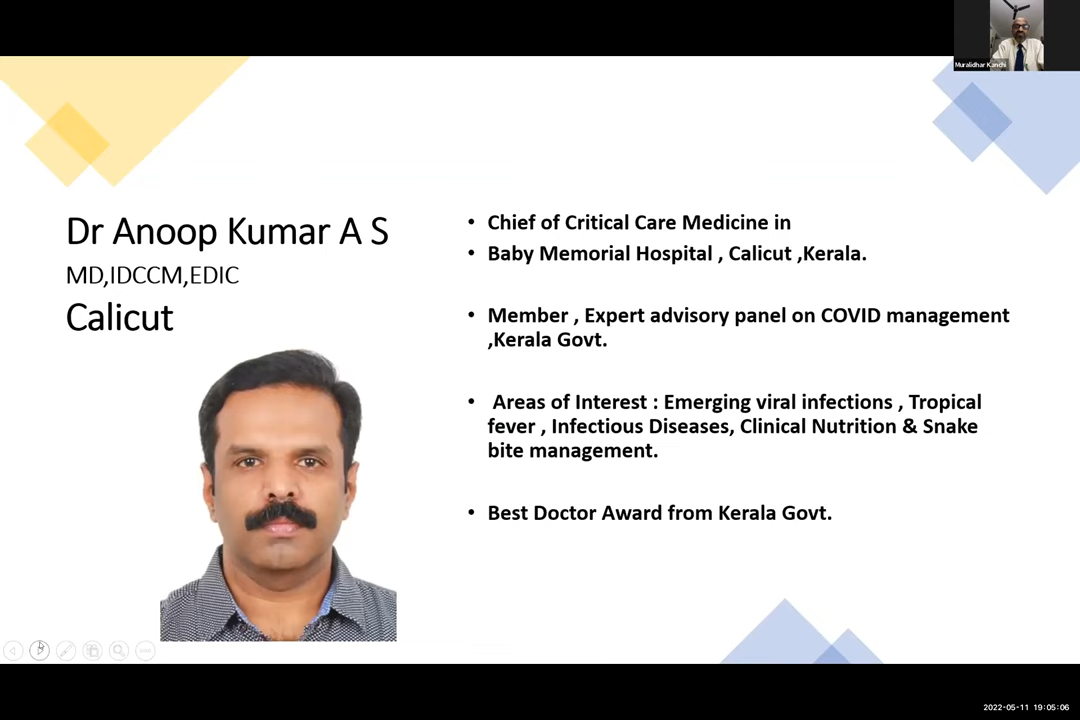 Muralidhar Kanchi
Dr Anoop Kumar A S
MD,IDCCM,EDIC
Calicut
• Chief of Critical Care Medicine in
• Baby Memorial Hospital , Calicut ,Kerala.
• Member , Expert advisory panel on COVID management
,Kerala Govt.
• Areas of Interest : Emerging viral infections , Tropical
fever , Infectious Diseases, Clinical Nutrition & Snake
bite management.
• Best Doctor Award from Kerala Govt.
2022-05-11 19:05:06